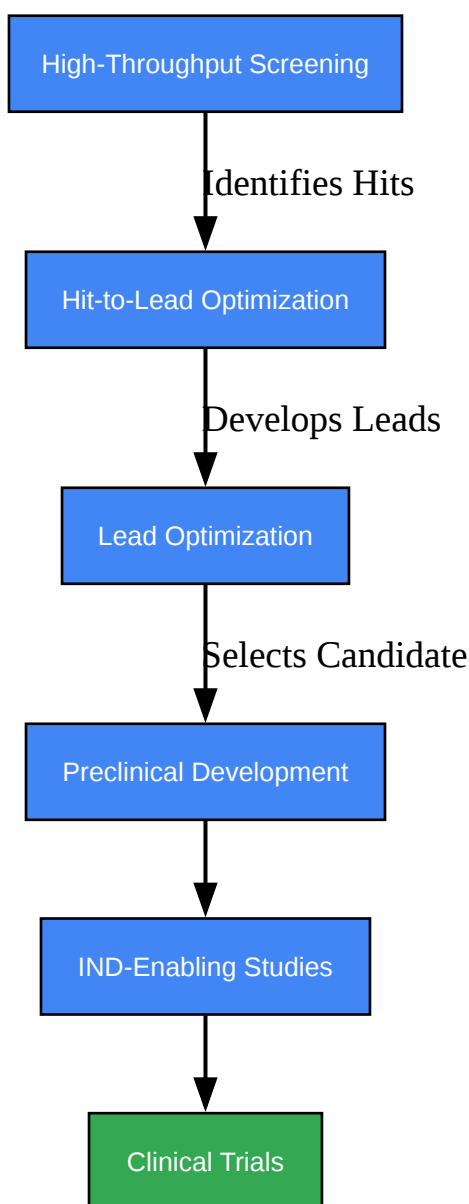 High-Throughput Screening
Identifies Hits
Hit-to-Lead Optimization
Develops Leads
Lead Optimization
Selects Candidate
Preclinical Development
IND-Enabling Studies
Clinical Trials